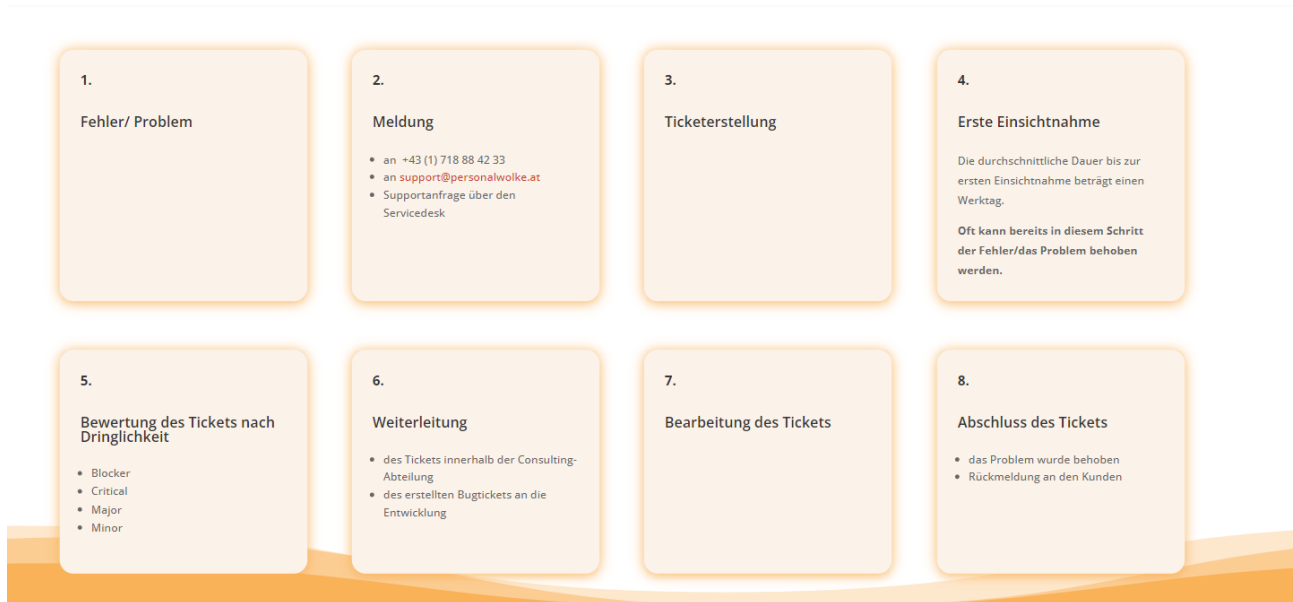 1.
Fehler/ Problem
2.
Meldung
• an  +43 (1) 718 88 42 33
• an support@personalwolke.at
• Supportanfrage über den
Servicedesk
3.
Ticketerstellung
4.
Erste Einsichtnahme
Die durchschnittliche Dauer bis zur
ersten Einsichtnahme beträgt einen
Werktag.
Oft kann bereits in diesem Schritt
der Fehler/das Problem behoben
werden.
5.
Bewertung des Tickets nach
Dringlichkeit
• Blocker
• Critical
• Major
• Minor
6.
Weiterleitung
• des Tickets innerhalb der Consulting-
Abteilung
• des erstellten Bugtickets an die
Entwicklung
7.
Bearbeitung des Tickets
8.
Abschluss des Tickets
• das Problem wurde behoben
• Rückmeldung an den Kunden